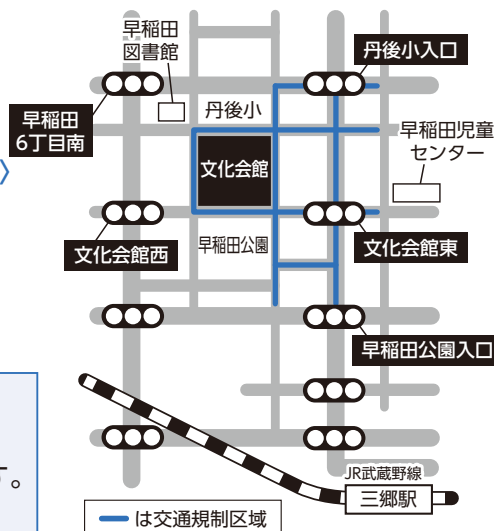 早稲田
図書館
丹後小入口
早稲田
6丁目南
丹後小
早稲田児童
センター
文化会館
文化会館西
早稲田公園
文化会館東
早稲田公園入口
す。
JR武蔵野線
三郷駅
は交通規制区域